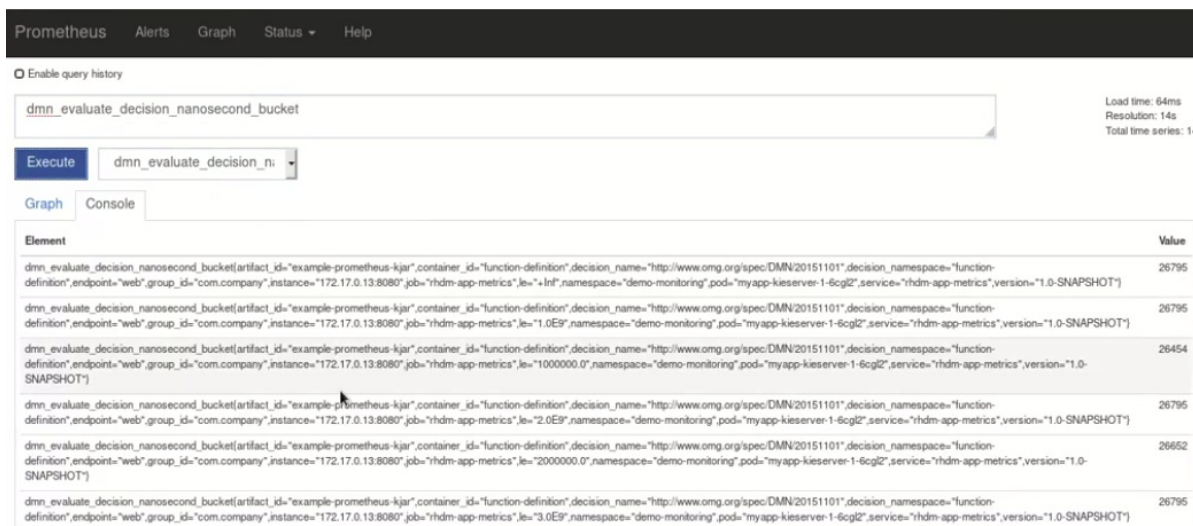 Prometheus Alerts Graph Status Help
Enable query history
dmn_evaluate_decision_nanosecond_bucket
Load time: 64ms
Resolution: 14s
Total time series:
Execute dmn_evaluate_decision_n
Graph Console
Element Value
dmn_evaluate_decision_nanosecond_bucket{artifact_id="example-prometheus-kjar",container_id="function-definition",decision_name="http://www.omg.org/spec/DMN/20151101",decision_namespace="function- 26795
definition",endpoint="web",group_id="com.company",instance="172.17.0.13:8080",job="rhdm-app-metrics",le="+Inf",namespace="demo-monitoring",pod="myapp-kieserver-1-6cgl2",service="rhdm-app-metrics",version="1.0-SNAPSHOT"}
dmn_evaluate_decision_nanosecond_bucket{artifact_id="example-prometheus-kjar",container_id="function-definition",decision_name="http://www.omg.org/spec/DMN/20151101",decision_namespace="function- 26795
definition",endpoint="web",group_id="com.company",instance="172.17.0.13:8080",job="rhdm-app-metrics",le="1.0E9",namespace="demo-monitoring",pod="myapp-kieserver-1-6cgl2",service="rhdm-app-metrics",version="1.0-SNAPSHOT"}
dmn_evaluate_decision_nanosecond_bucket{artifact_id="example-prometheus-kjar",container_id="function-definition",decision_name="http://www.omg.org/spec/DMN/20151101",decision_namespace="function- 26454
definition",endpoint="web",group_id="com.company",instance="172.17.0.13:8080",job="rhdm-app-metrics",le="1000000.0",namespace="demo-monitoring",pod="myapp-kieserver-1-6cgl2",service="rhdm-app-metrics",version="1.0-
SNAPSHOT"}
dmn_evaluate_decision_nanosecond_bucket{artifact_id="example-prometheus-kjar",container_id="function-definition",decision_name="http://www.omg.org/spec/DMN/20151101",decision_namespace="function- 26795
definition",endpoint="web",group_id="com.company",instance="172.17.0.13:8080",job="rhdm-app-metrics",le="2.0E9",namespace="demo-monitoring",pod="myapp-kieserver-1-6cgl2",service="rhdm-app-metrics",version="1.0-SNAPSHOT"}
dmn_evaluate_decision_nanosecond_bucket{artifact_id="example-prometheus-kjar",container_id="function-definition",decision_name="http://www.omg.org/spec/DMN/20151101",decision_namespace="function- 26652
definition",endpoint="web",group_id="com.company",instance="172.17.0.13:8080",job="rhdm-app-metrics",le="2000000.0",namespace="demo-monitoring",pod="myapp-kieserver-1-6cgl2",service="rhdm-app-metrics",version="1.0-
SNAPSHOT"}
dmn_evaluate_decision_nanosecond_bucket{artifact_id="example-prometheus-kjar",container_id="function-definition",decision_name="http://www.omg.org/spec/DMN/20151101",decision_namespace="function- 26795
definition",endpoint="web",group_id="com.company",instance="172.17.0.13:8080",job="rhdm-app-metrics",le="3.0E9",namespace="demo-monitoring",pod="myapp-kieserver-1-6cgl2",service="rhdm-app-metrics",version="1.0-SNAPSHOT"}